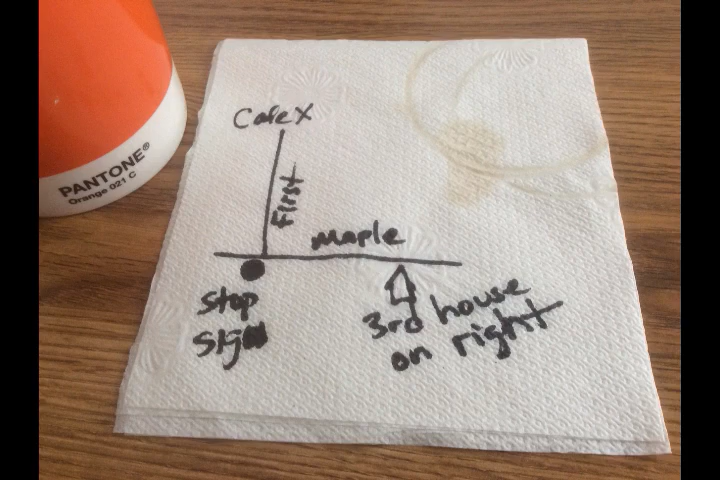 PANTONE®
Orange 021 C
Cafe X
First
Maple
Stop
Sign
3rd house
on right